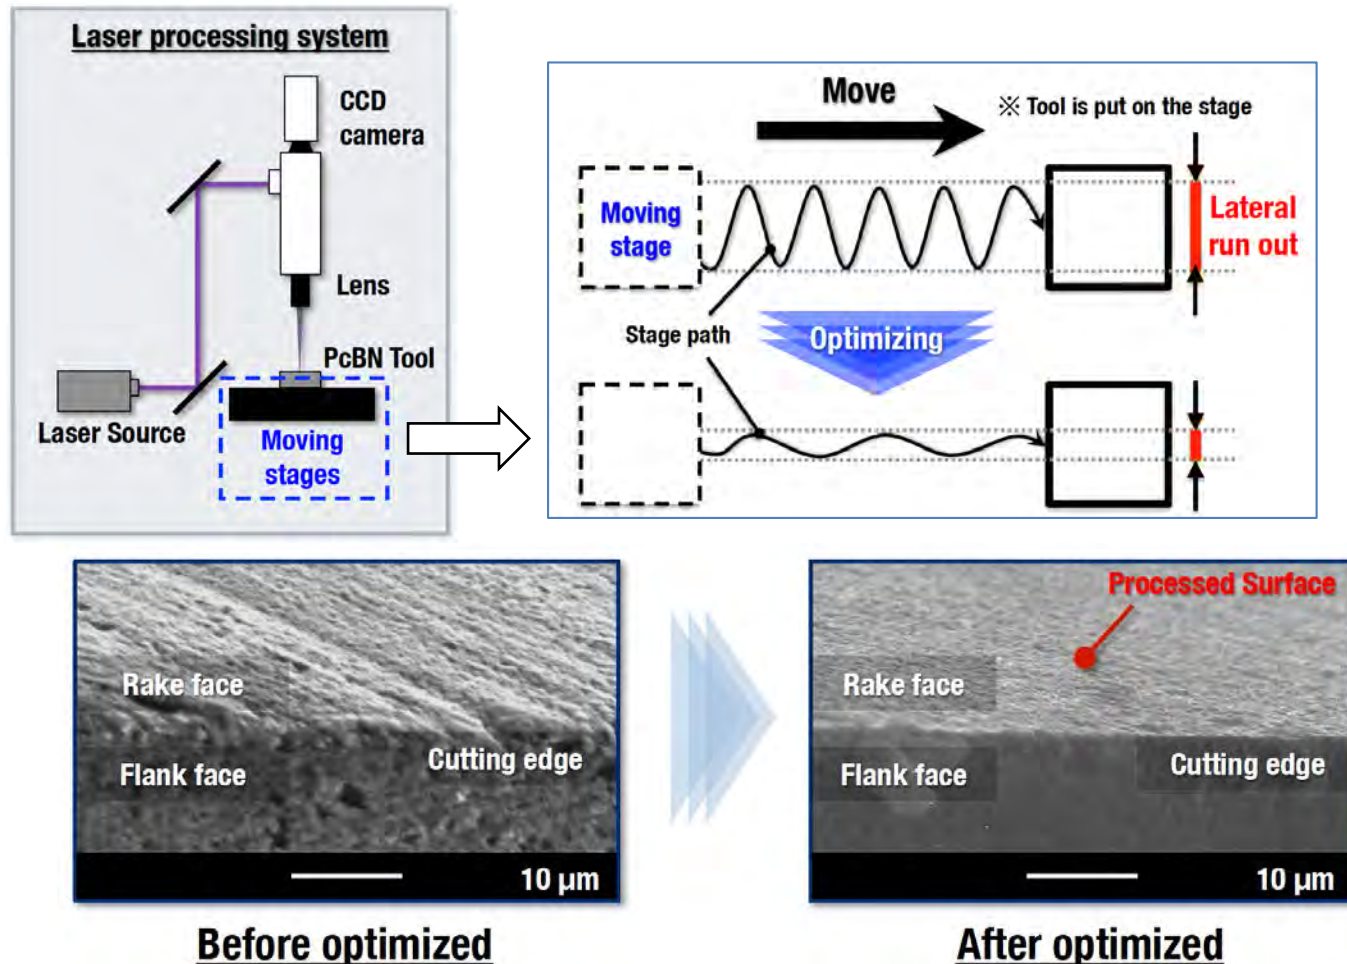 Laser processing system
CCD
camera
Lens
PcBN Tool
Laser Source
Moving
stages
Move
※ Tool is put on the stage
Moving
stage
Lateral
run out
Stage path
Optimizing
Rake face
Flank face
Cutting edge
10 µm
Before optimized
Processed Surface
Rake face
Flank face
Cutting edge
10 µm
After optimized